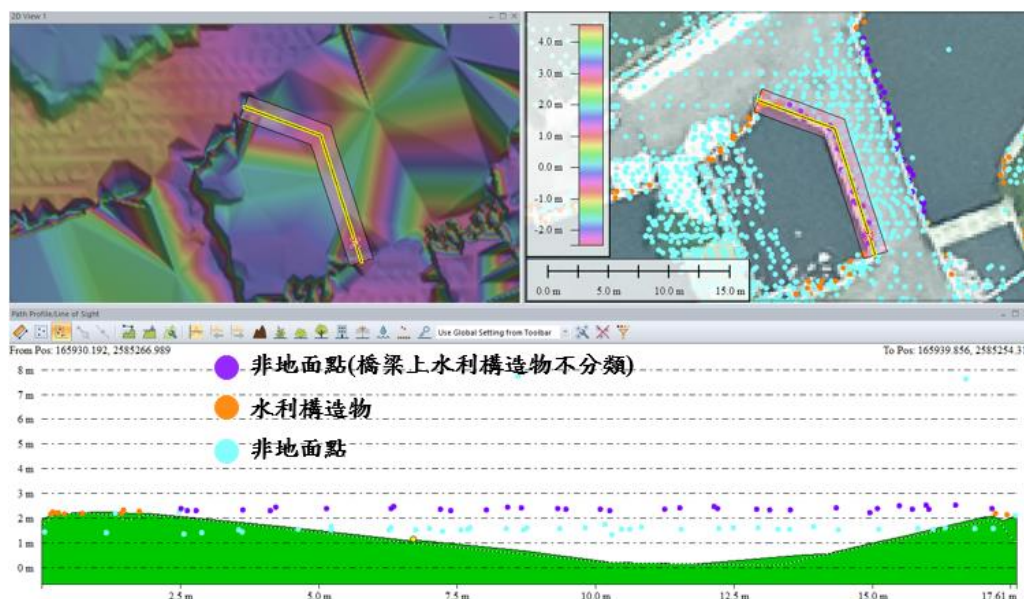 2D View 1
4.0 m
3.0 m
2.0 m
1.0 m
0.0 m
-1.0 m
-2.0 m
0.0 m 5.0 m 10.0 m 15.0 m
Path Profile/Line of Sight
Use Global Setting from Toolbar
From Pos: 165930.192, 2585266.989
To Pos: 165939.856, 2585254.31
8 m
7 m
6 m
5 m
4 m
3 m
2 m
1 m
0 m
非地面點(橋梁上水利構造物不分類)
水利構造物
非地面點
2.5 m 5.0 m 7.5 m 10.0 m 12.5 m 15.0 m 17.61 m